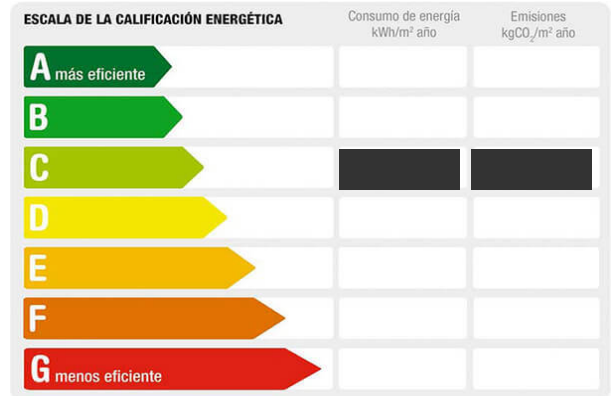 ESCALA DE LA CALIFICACIÓN ENERGÉTICA
Consumo de energía
kWh/m² año
Emisiones
kgCO₂/m² año
A más eficiente
B
C
D
E
F
G menos eficiente